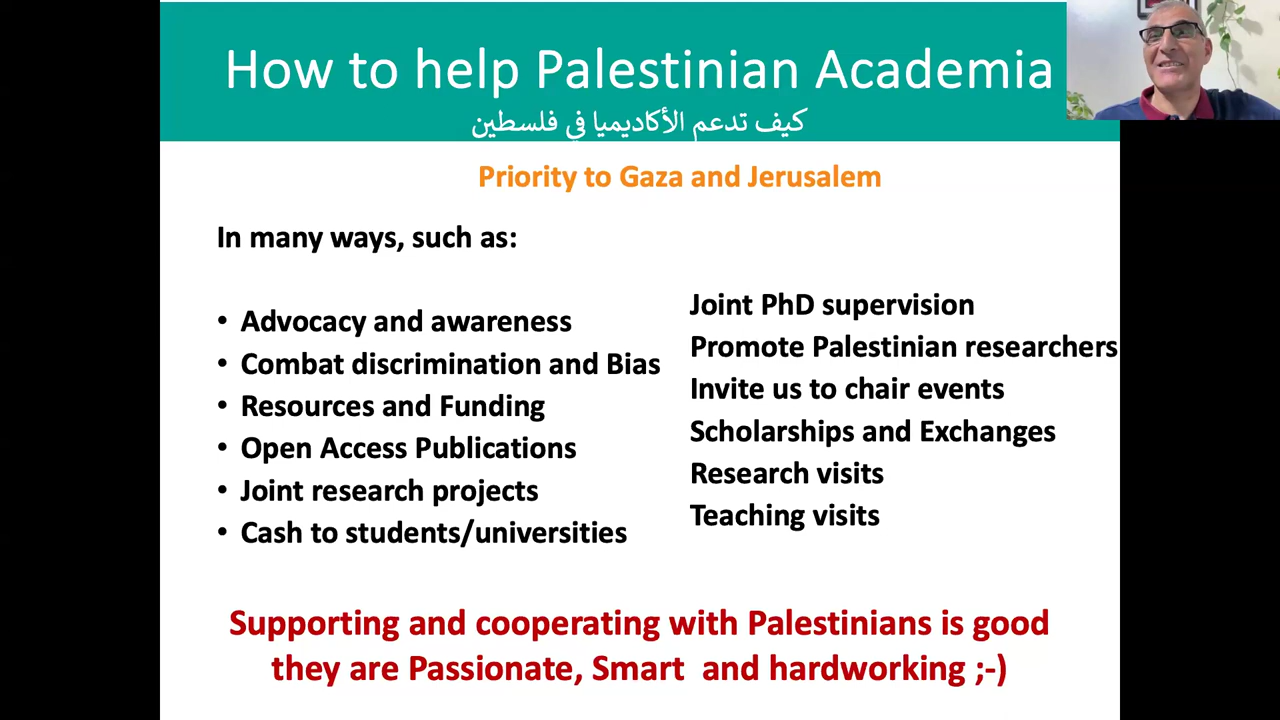 How to help Palestinian Academia
كيف تدعم الأكاديميا في فلسطين
Priority to Gaza and Jerusalem
In many ways, such as:
• Advocacy and awareness
• Combat discrimination and Bias
• Resources and Funding
• Open Access Publications
• Joint research projects
• Cash to students/universities
Joint PhD supervision
Promote Palestinian researchers
Invite us to chair events
Scholarships and Exchanges
Research visits
Teaching visits
Supporting and cooperating with Palestinians is good
they are Passionate, Smart and hardworking ;-)